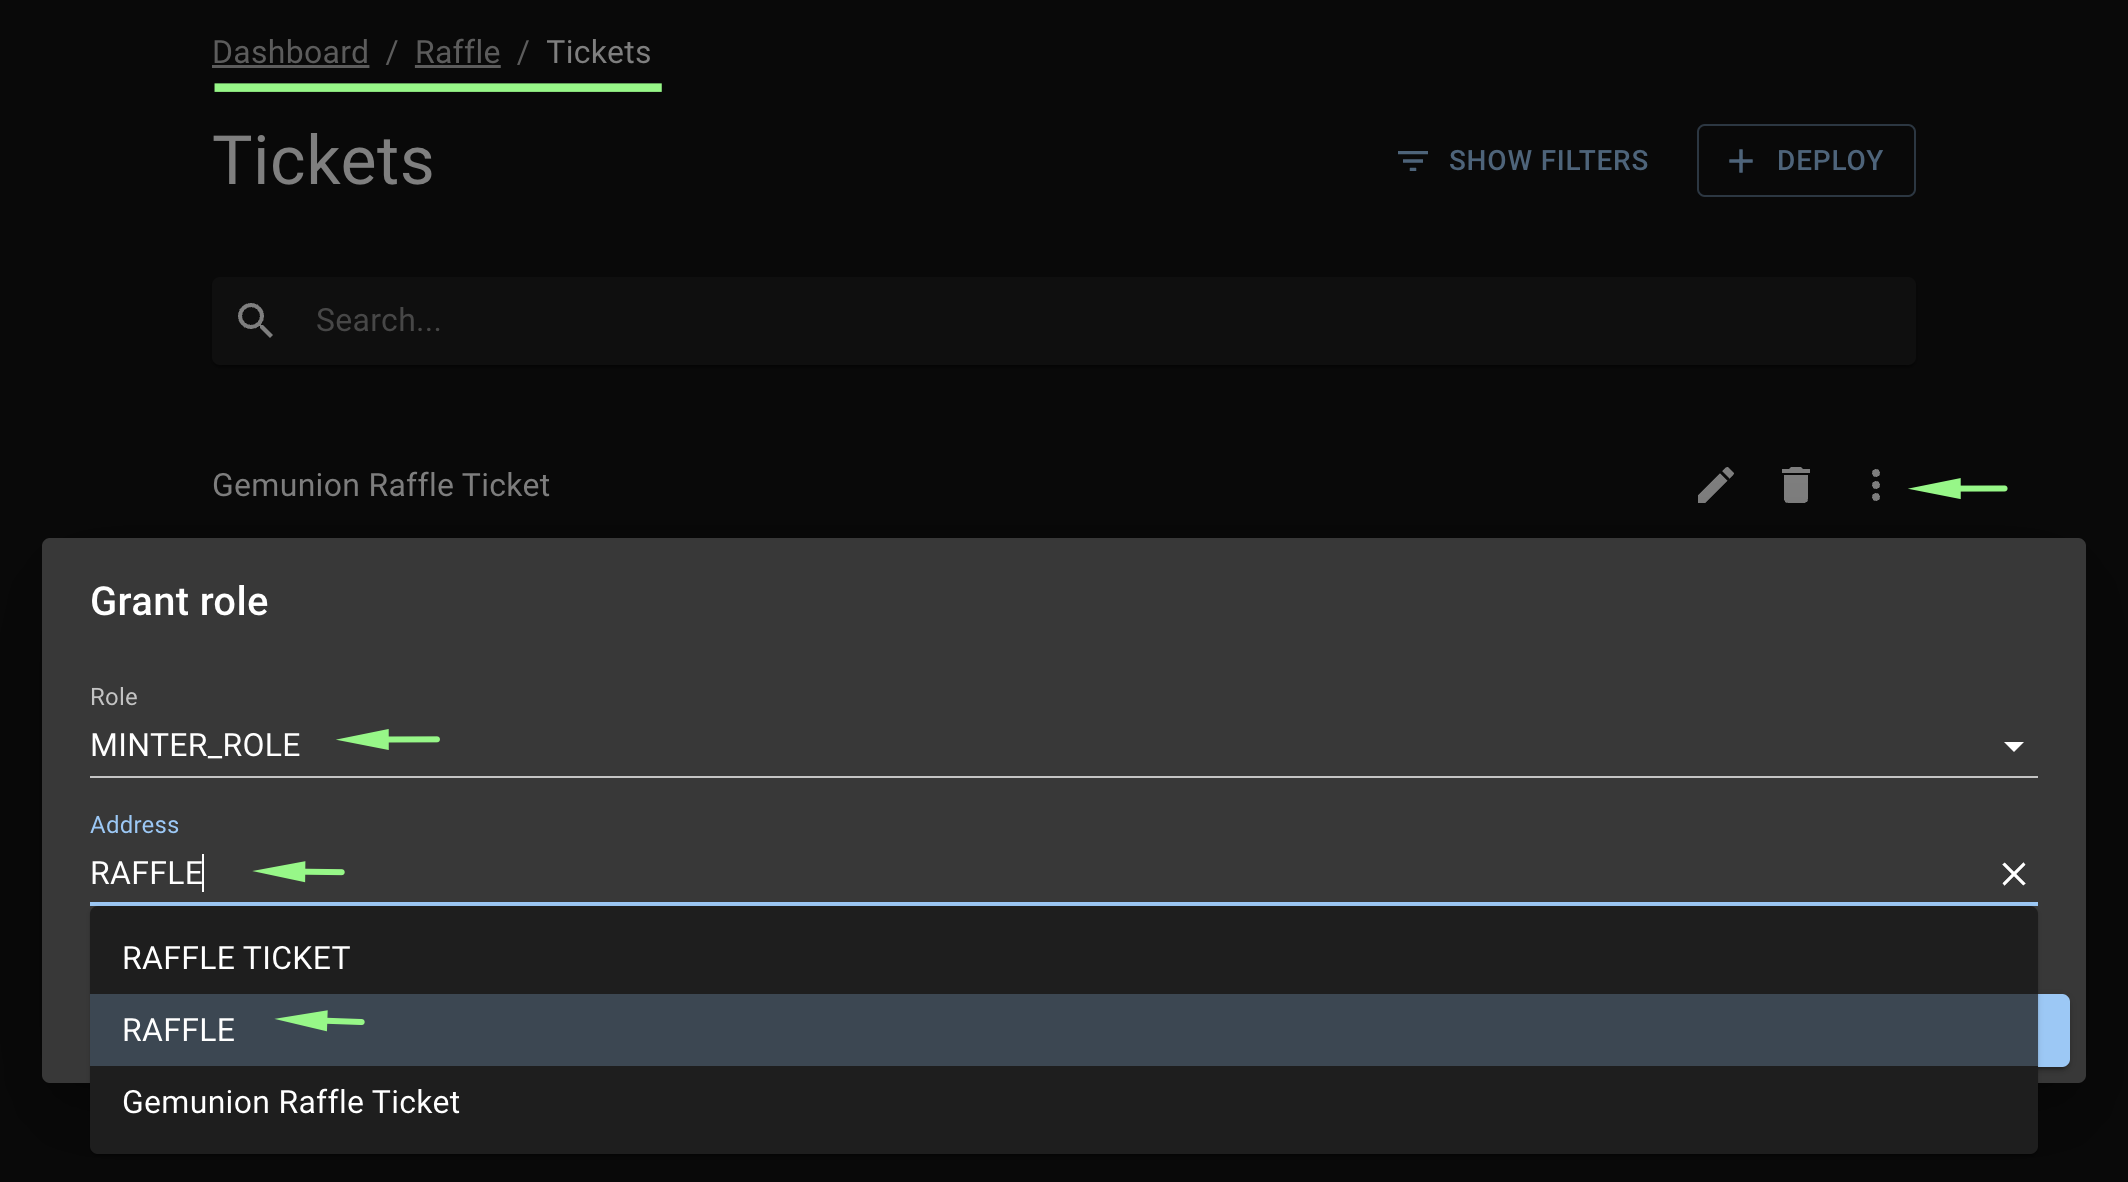 Dashboard / Raffle / Tickets
Tickets
SHOW FILTERS
DEPLOY
Search...
Gemunion Raffle Ticket
Grant role
Role
MINTER_ROLE
Address
RAFFLE
RAFFLE TICKET
RAFFLE
Gemunion Raffle Ticket